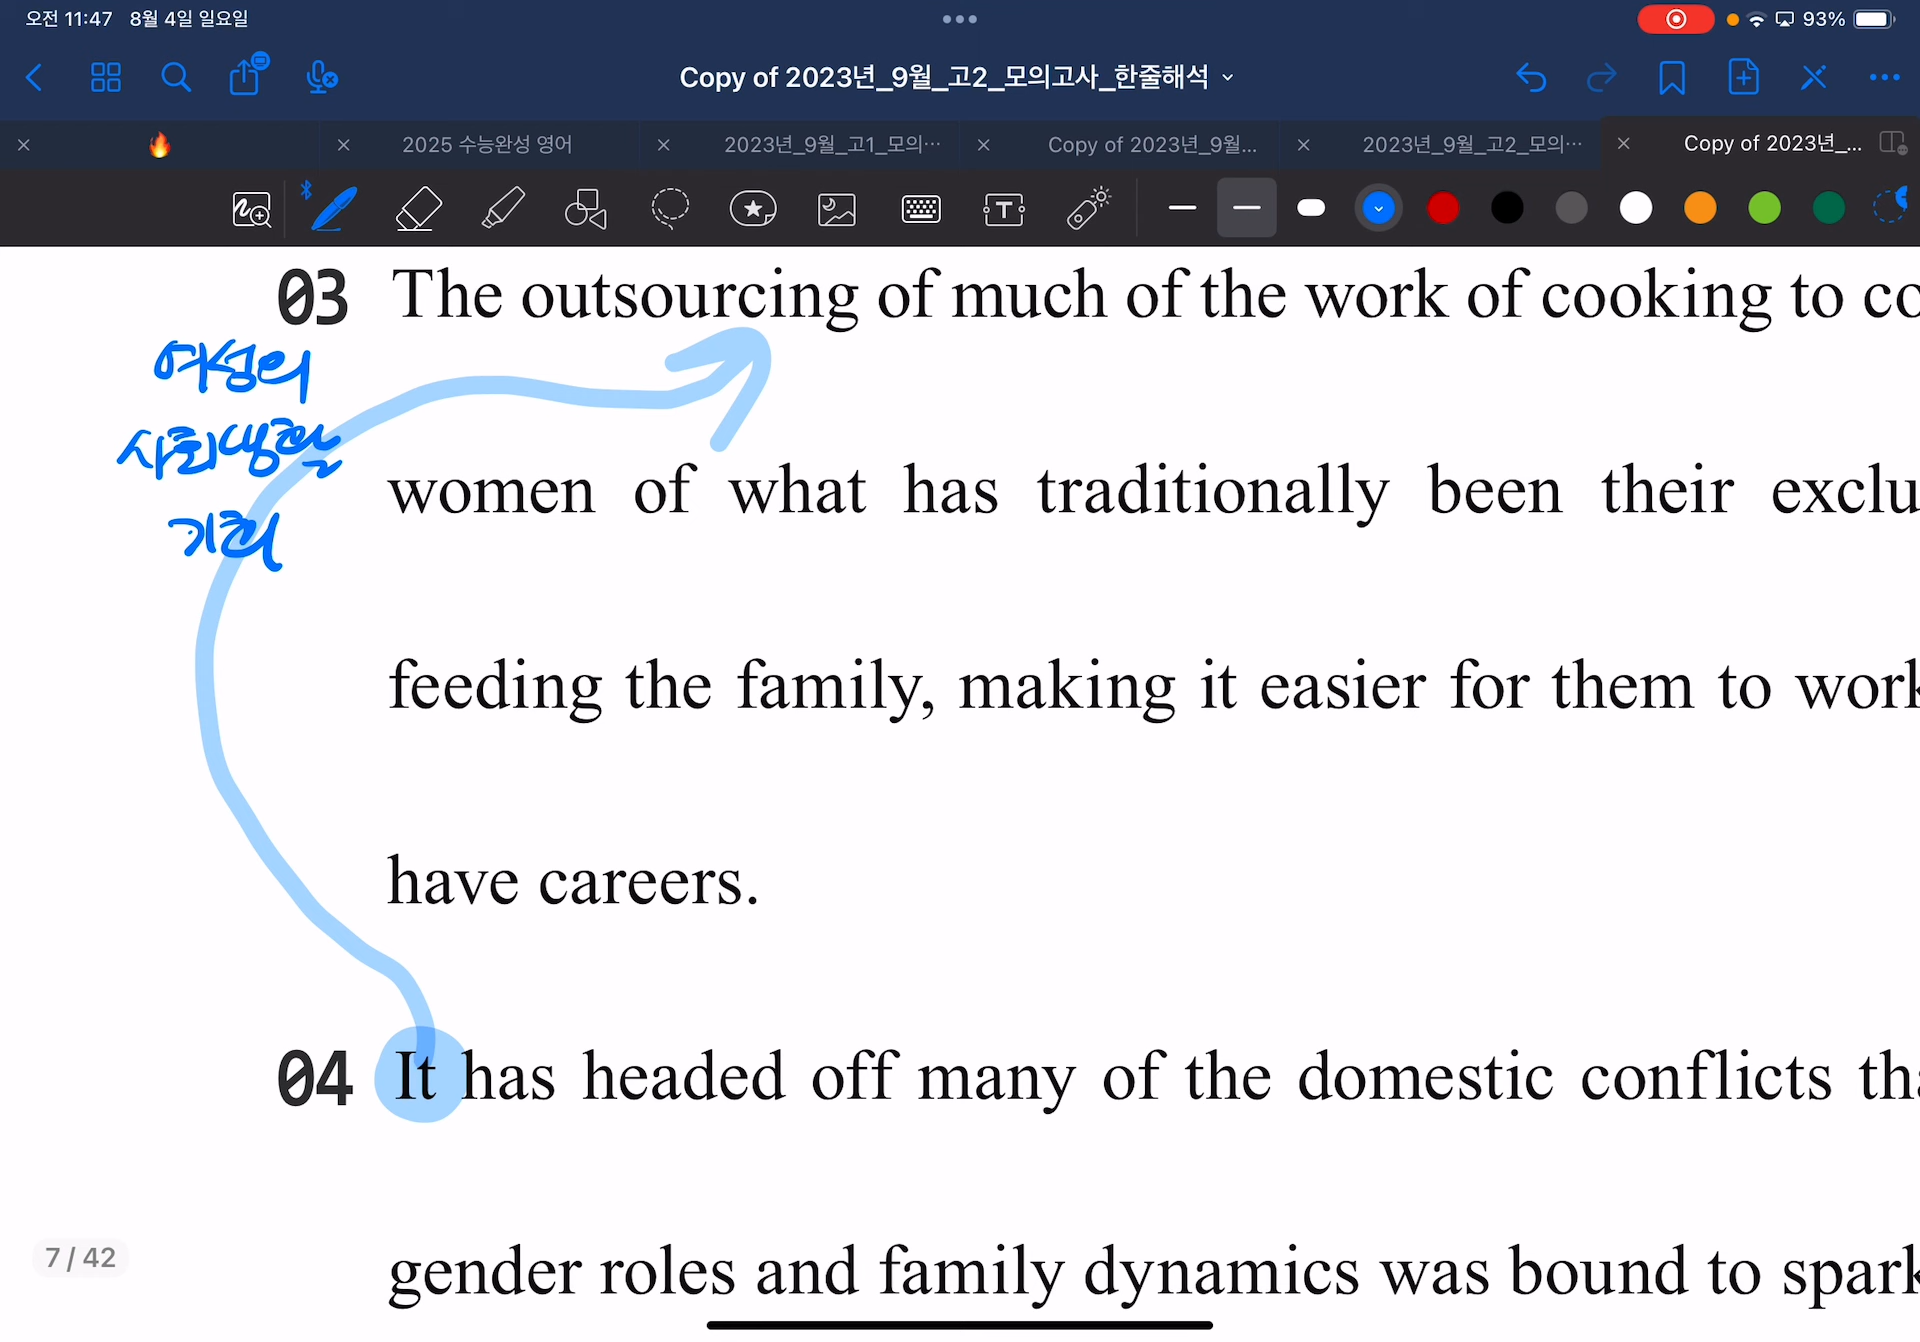 오전 11:47 8월 4일 일요일
93%
Copy of 2023년_9월_고2_모의고사_한줄해석
2025 수능완성 영어
2023년_9월_고1_모의…
Copy of 2023년_9월...
2023년_9월_고2_모의…
Copy of 2023년_...
03 The outsourcing of much of the work of cooking to co
여성의
사회생활
기회
women of what has traditionally been their exclu
feeding the family, making it easier for them to work
have careers.
04 It has headed off many of the domestic conflicts tha
gender roles and family dynamics was bound to spark
7 / 42